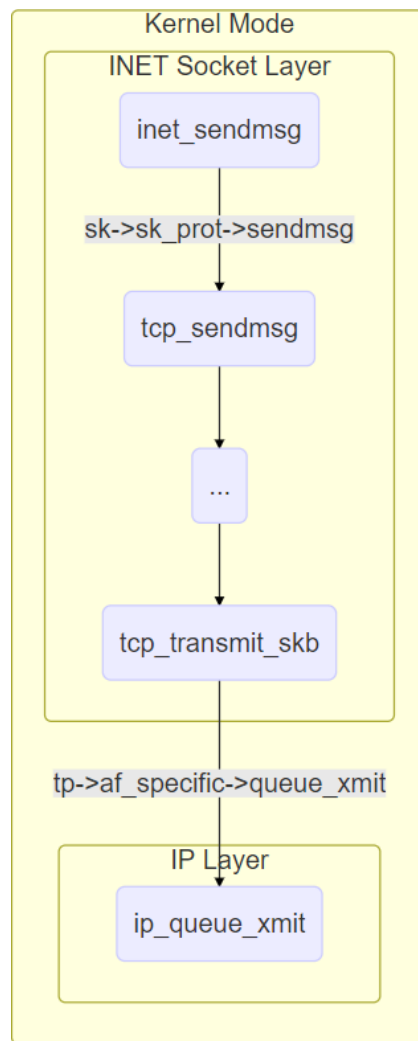 Kernel Mode
INET Socket Layer
inet_sendmsg
sk->sk_prot->sendmsg
tcp_sendmsg
...
tcp_transmit_skb
tp->af_specific->queue_xmit
IP Layer
ip_queue_xmit